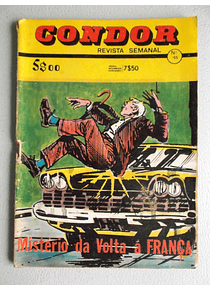 CONDOR
REVISTA SEMANAL
5$00
7$50
Mistério da Volta á FRANÇA